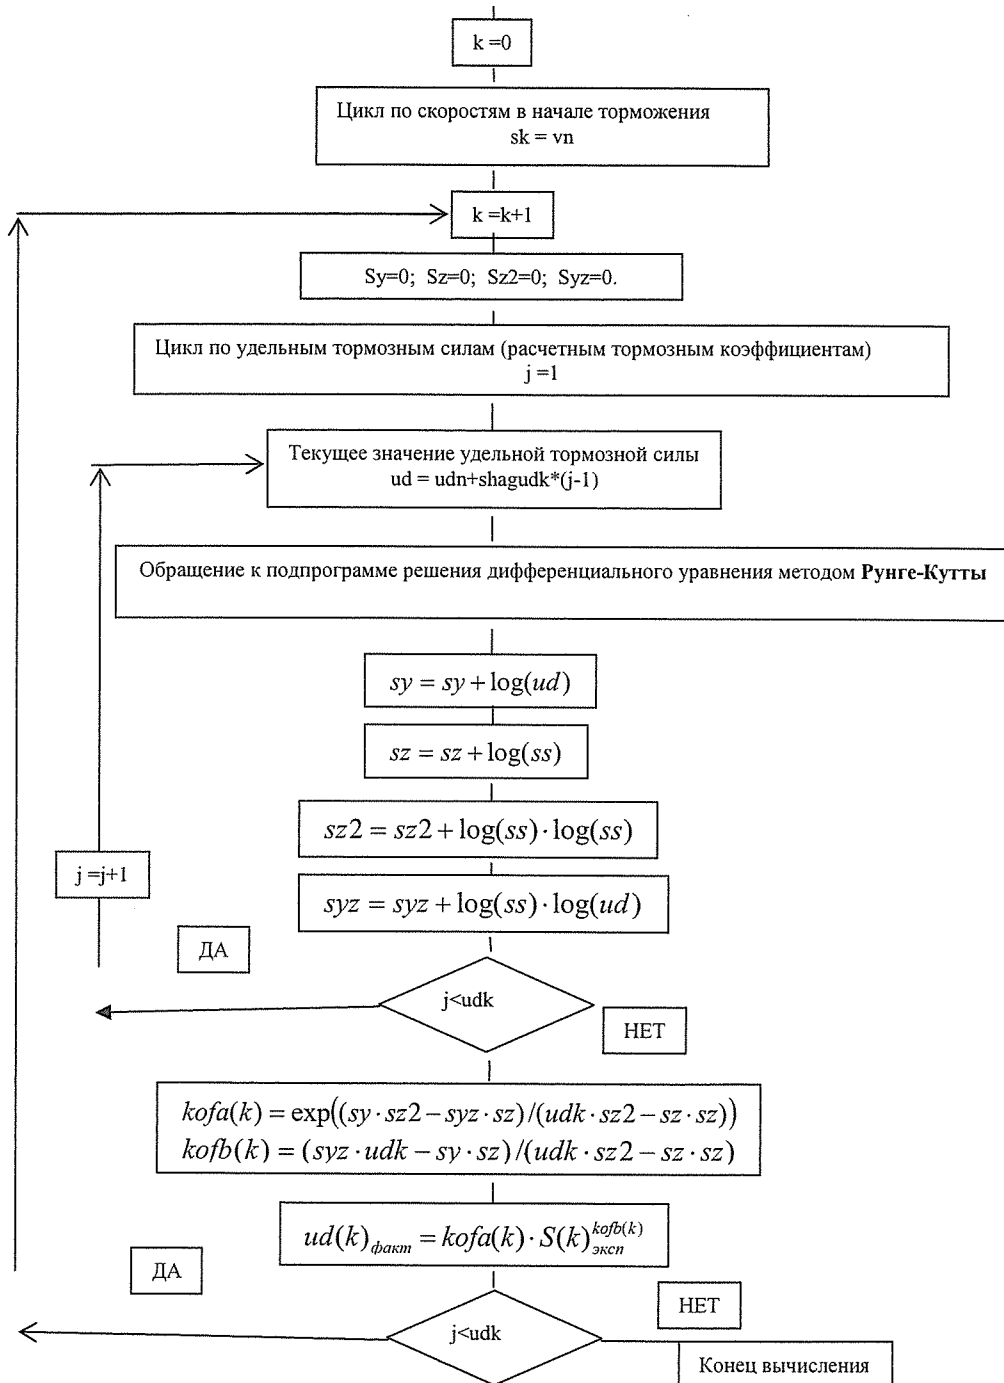 k =0
Цикл по скоростям в начале торможения
sk = vn
k =k+1
Sy=0; Sz=0; Sz2=0; Syz=0.
Цикл по удельным тормозным силам (расчетным тормозным коэффициентам)
j =1
Текущее значение удельной тормозной силы
ud = udn+shagudk*(j-1)
Обращение к подпрограмме решения дифференциального уравнения методом Рунге-Кутты
sy = sy + log(ud)
sz = sz + log(ss)
sz2 = sz2 + log(ss) · log(ss)
j =j+1
syz = syz + log(ss) · log(ud)
ДА
j<udk
НЕТ
kofa(k) = exp((sy · sz2 − syz · sz)/(udk · sz2 − sz · sz))
kofb(k) = (syz · udk − sy · sz)/(udk · sz2 − sz · sz)
ud(k)факт = kofa(k) · S(k)эксп^kofb(k)
ДА
НЕТ
j<udk
Конец вычисления